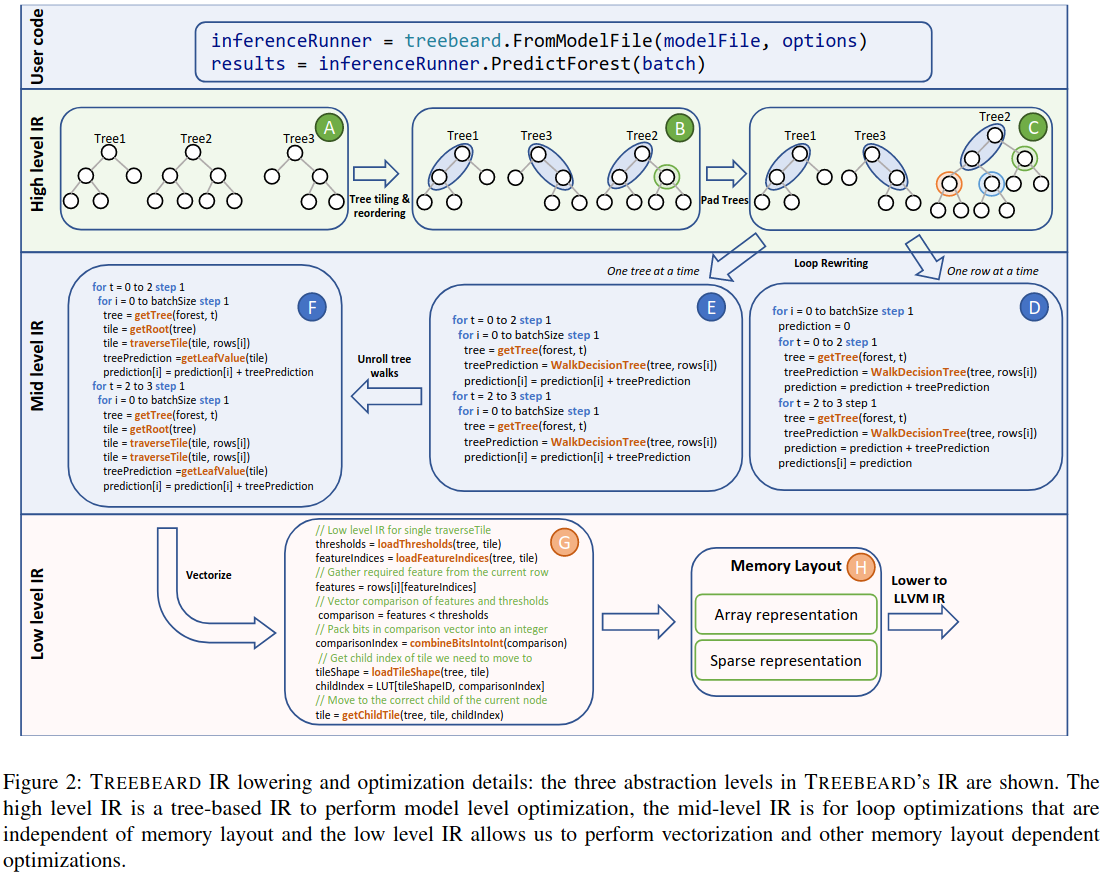 User code
inferenceRunner = treebeard.FromModelFile(modelFile, options)
results = inferenceRunner.PredictForest(batch)
High level IR
A
Tree1
Tree2
Tree3
Tree tiling &
reordering
B
Tree1
Tree3
Tree2
Pad Trees
C
Tree1
Tree3
Tree2
Mid level IR
One tree at a time
Loop Rewriting
One row at a time
F
for t = 0 to 2 step 1
for i = 0 to batchSize step 1
tree = getTree(forest, t)
tile = getRoot(tree)
tile = traverseTile(tile, rows[i])
treePrediction =getLeafValue(tile)
prediction[i] = prediction[i] + treePrediction
for t = 2 to 3 step 1
for i = 0 to batchSize step 1
tree = getTree(forest, t)
tile = getRoot(tree)
tile = traverseTile(tile, rows[i])
tile = traverseTile(tile, rows[i])
treePrediction =getLeafValue(tile)
prediction[i] = prediction[i] + treePrediction
Unroll tree
walks
E
for t = 0 to 2 step 1
for i = 0 to batchSize step 1
tree = getTree(forest, t)
treePrediction = WalkDecisionTree(tree, rows[i])
prediction[i] = prediction[i] + treePrediction
for t = 2 to 3 step 1
for i = 0 to batchSize step 1
tree = getTree(forest, t)
treePrediction = WalkDecisionTree(tree, rows[i])
prediction[i] = prediction[i] + treePrediction
D
for i = 0 to batchSize step 1
prediction = 0
for t = 0 to 2 step 1
tree = getTree(forest, t)
treePrediction = WalkDecisionTree(tree, rows[i])
prediction = prediction + treePrediction
for t = 2 to 3 step 1
tree = getTree(forest, t)
treePrediction = WalkDecisionTree(tree, rows[i])
prediction = prediction + treePrediction
predictions[i] = prediction
Low level IR
Vectorize
G
// Low level IR for single traverseTile
thresholds = loadThresholds(tree, tile)
featureIndices = loadFeatureIndices(tree, tile)
// Gather required feature from the current row
features = rows[i][featureIndices]
// Vector comparison of features and thresholds
comparison = features < thresholds
// Pack bits in comparison vector into an integer
comparisonIndex = combineBitsIntoInt(comparison)
// Get child index of tile we need to move to
tileShape = loadTileShape(tree, tile)
childIndex = LUT[tileShapeID, comparisonIndex]
// Move to the correct child of the current node
tile = getChildTile(tree, tile, childIndex)
Memory Layout
H
Array representation
Sparse representation
Lower to
LLVM IR
Figure 2: TREEBEARD IR lowering and optimization details: the three abstraction levels in TREEBEARD's IR are shown. The
high level IR is a tree-based IR to perform model level optimization, the mid-level IR is for loop optimizations that are
independent of memory layout and the low level IR allows us to perform vectorization and other memory layout dependent
optimizations.